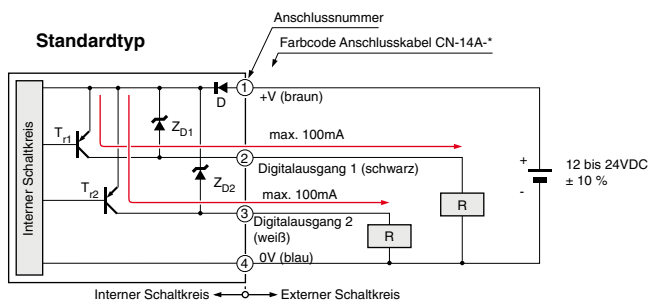 Anschlussnummer
Standardtyp
Farbcode Anschlusskabel CN-14A-*
1
D
+V (braun)
Interner Schaltkreis
Tr1
ZD1
max. 100mA
2
Digitalausgang 1 (schwarz)
+
-
12 bis 24VDC
± 10 %
Tr2
ZD2
max. 100mA
R
3
Digitalausgang 2
(weiß)
R
4
0V (blau)
Interner Schaltkreis
Externer Schaltkreis